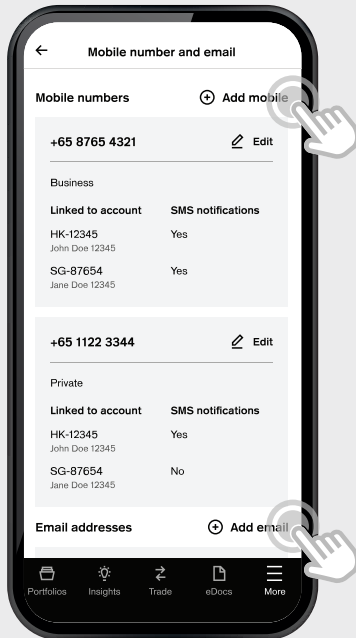 Mobile number and email
Mobile numbers
Add mobile
+65 8765 4321
Edit
Business
Linked to account SMS notifications
HK-12345 Yes
John Doe 12345
SG-87654 Yes
Jane Doe 12345
+65 1122 3344
Edit
Private
Linked to account SMS notifications
HK-12345 Yes
John Doe 12345
SG-87654 No
Jane Doe 12345
Email addresses
Add email
Portfolios Insights Trade eDocs More